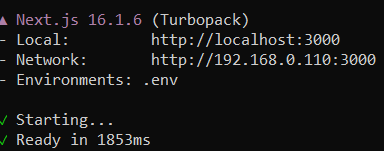 ▲ Next.js 16.1.6 (Turbopack)
- Local:         http://localhost:3000
- Network:       http://192.168.0.110:3000
- Environments: .env
✓ Starting...
✓ Ready in 1853ms